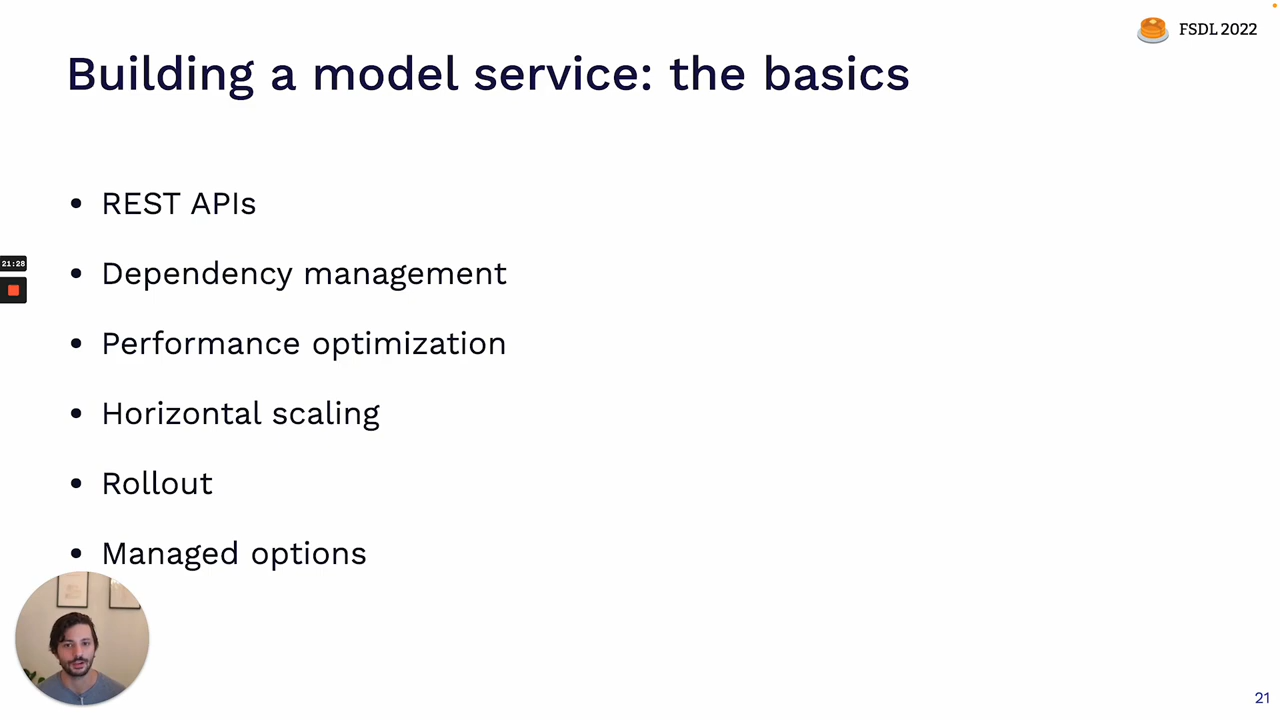 FSDL 2022
Building a model service: the basics
• REST APIs
• Dependency management
21:28
• Performance optimization
• Horizontal scaling
• Rollout
• Managed options
21